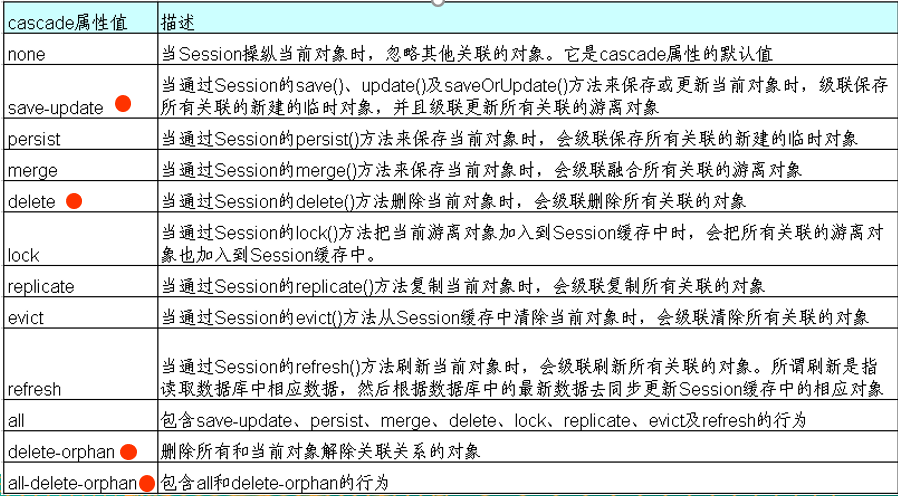 cascade属性值 描述
none 当Session操纵当前对象时，忽略其他关联的对象。它是cascade属性的默认值
save-update 当通过Session的save()、update()及saveOrUpdate()方法来保存或更新当前对象时，级联保存
所有关联的新建的临时对象，并且级联更新所有关联的游离对象
persist 当通过Session的persist()方法来保存当前对象时，会级联保存所有关联的新建的临时对象
merge 当通过Session的merge()方法来保存当前对象时，会级联融合所有关联的游离对象
delete 当通过Session的delete()方法删除当前对象时，会级联删除所有关联的对象
lock 当通过Session的lock()方法把当前游离对象加入到Session缓存中时，会把所有关联的游离对
象也加入到Session缓存中。
replicate 当通过Session的replicate()方法复制当前对象时，会级联复制所有关联的对象
evict 当通过Session的evict()方法从Session缓存中清除当前对象时，会级联清除所有关联的对象
refresh 当通过Session的refresh()方法刷新当前对象时，会级联刷新所有关联的对象。所谓刷新是指
读取数据库中相应数据，然后根据数据库中的最新数据去同步更新Session缓存中的相应对象
all 包含save-update、persist、merge、delete、lock、replicate、evict及refresh的行为
delete-orphan 删除所有和当前对象解除关联关系的对象
all-delete-orphan 包含all和delete-orphan的行为